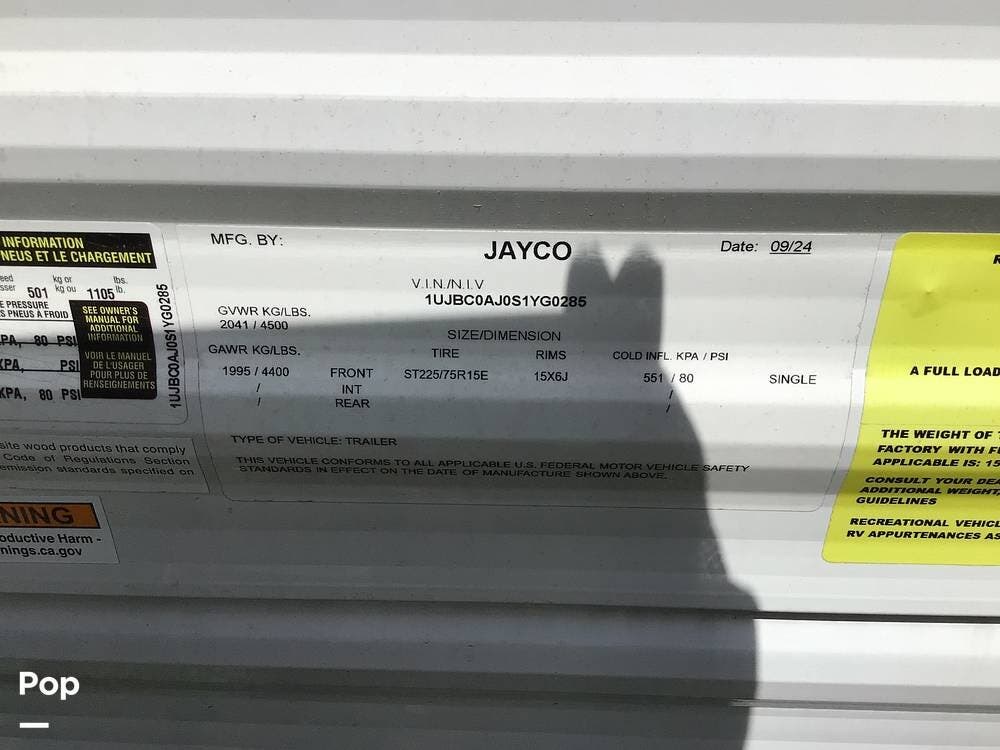 INFORMATION
NEUS ET LE CHARGEMENT
kg or lbs.
501 kg ou 1105 lb.
E PRESSURE
S PNEUS A FROID
KPA, 80 PSI
KPA, PSI
KPA, 80 PSI
SEE OWNER'S
MANUAL FOR
ADDITIONAL
INFORMATION
VOIR LE MANUEL
DE L'USAGER
POUR PLUS DE
RENSEIGNEMENTS
1UJBC0AJ0S1YG0285
site wood products that comply
Code of Regulations Section
emission standards specified on
NING
oductive Harm -
nings.ca.gov
MFG. BY:
JAYCO
Date: 09/24
V.I.N./N.I.V
1UJBC0AJ0S1YG0285
GVWR KG/LBS.
2041 / 4500
SIZE/DIMENSION
GAWR KG/LBS. TIRE RIMS COLD INFL. KPA / PSI
1995 / 4400 FRONT ST225/75R15E 15X6J 551 / 80 SINGLE
/ INT /
/ REAR /
TYPE OF VEHICLE: TRAILER
THIS VEHICLE CONFORMS TO ALL APPLICABLE U.S. FEDERAL MOTOR VEHICLE SAFETY
STANDARDS IN EFFECT ON THE DATE OF MANUFACTURE SHOWN ABOVE.
R
A FULL LOAD
THE WEIGHT OF T
FACTORY WITH F
APPLICABLE IS: 15
CONSULT YOUR DEA
ADDITIONAL WEIGHT,
GUIDELINES
RECREATIONAL VEHICL
RV APPURTENANCES AS
Pop